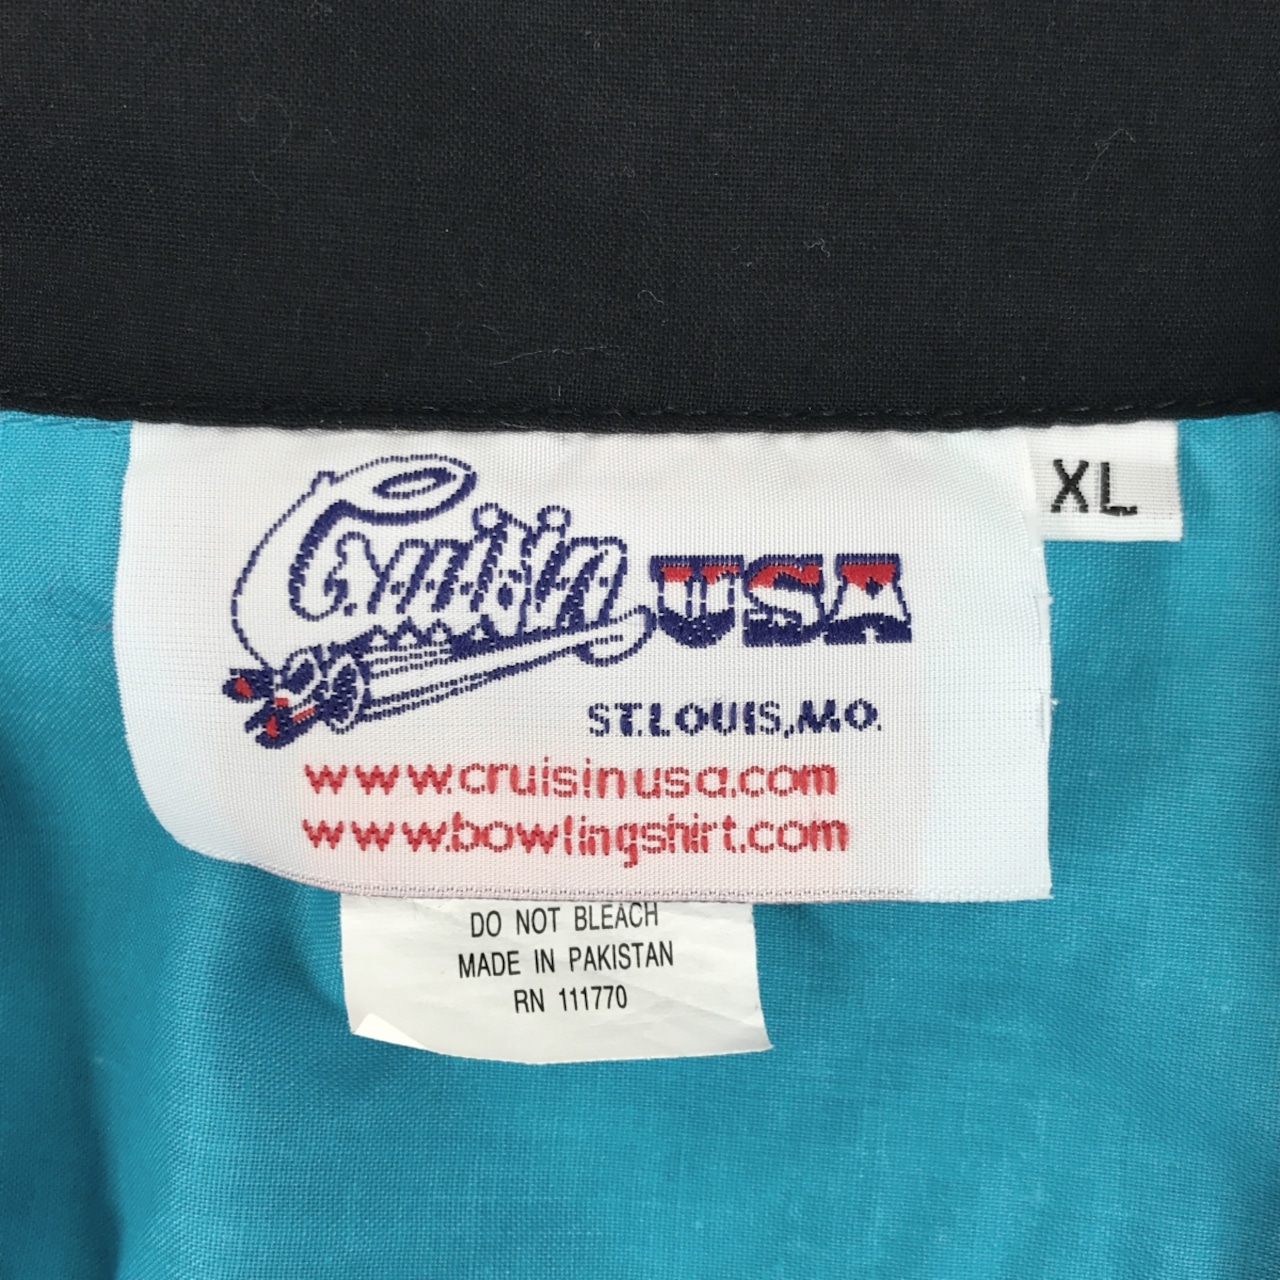 Cruisin USA
XL
ST.LOUIS,MO.
www.cruisinusa.com
www.bowlingshirt.com
DO NOT BLEACH
MADE IN PAKISTAN
RN 111770